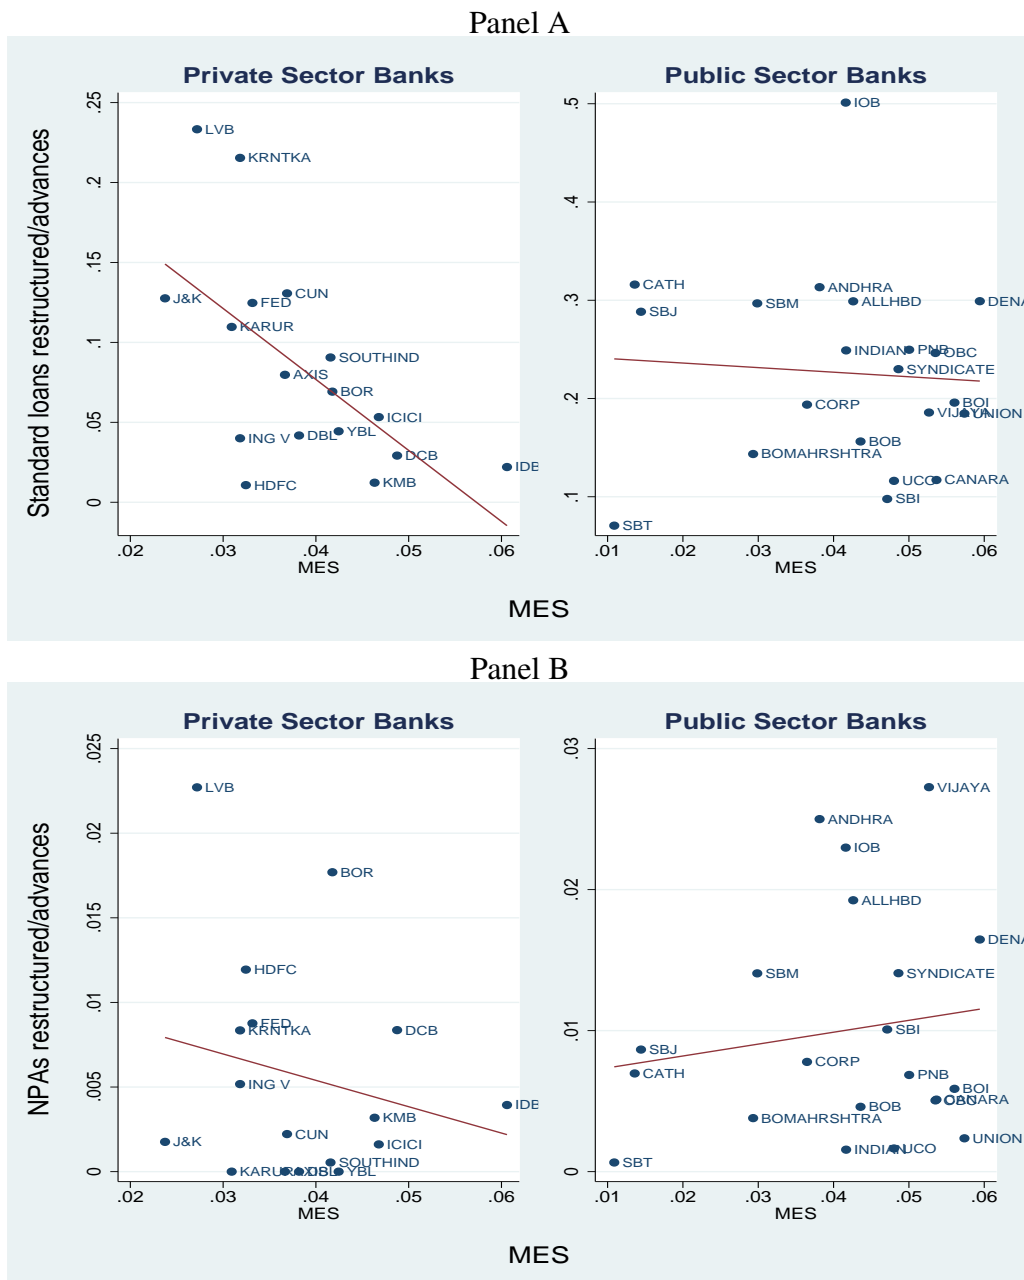 Panel A
Private Sector Banks
Standard loans restructured/advances
.25
.2
.15
.1
.05
0
LVB
KRNTKA
CUN
J&K
FED
KARUR
SOUTHIND
AXIS
BOR
ICICI
YBL
DBL
ING V
DCB
IDB
KMB
HDFC
.02 .03 .04 .05 .06
MES
Public Sector Banks
.5
.4
.3
.2
.1
IOB
CATH
ANDHRA
SBM
ALLHBD
DENA
SBJ
INDIAN
PNB
OBC
SYNDICATE
CORP
BOI
VIJAYA
UNION
BOB
BOMAHRSHTRA
UCO
CANARA
SBI
SBT
.01 .02 .03 .04 .05 .06
MES
MES
Panel B
Private Sector Banks
NPAs restructured/advances
.025
.02
.015
.01
.005
0
LVB
BOR
HDFC
FED
KRNTKA
DCB
ING V
IDB
KMB
CUN
J&K
ICICI
SOUTHIND
KARUR
AXIS
DBL
YBL
.02 .03 .04 .05 .06
MES
Public Sector Banks
.03
.02
.01
0
VIJAYA
ANDHRA
IOB
ALLHBD
DENA
SBM
SYNDICATE
SBI
SBJ
CORP
CATH
PNB
BOI
CANARA
OBC
BOB
BOMAHRSHTRA
UNION
INDIAN
UCO
SBT
.01 .02 .03 .04 .05 .06
MES
MES